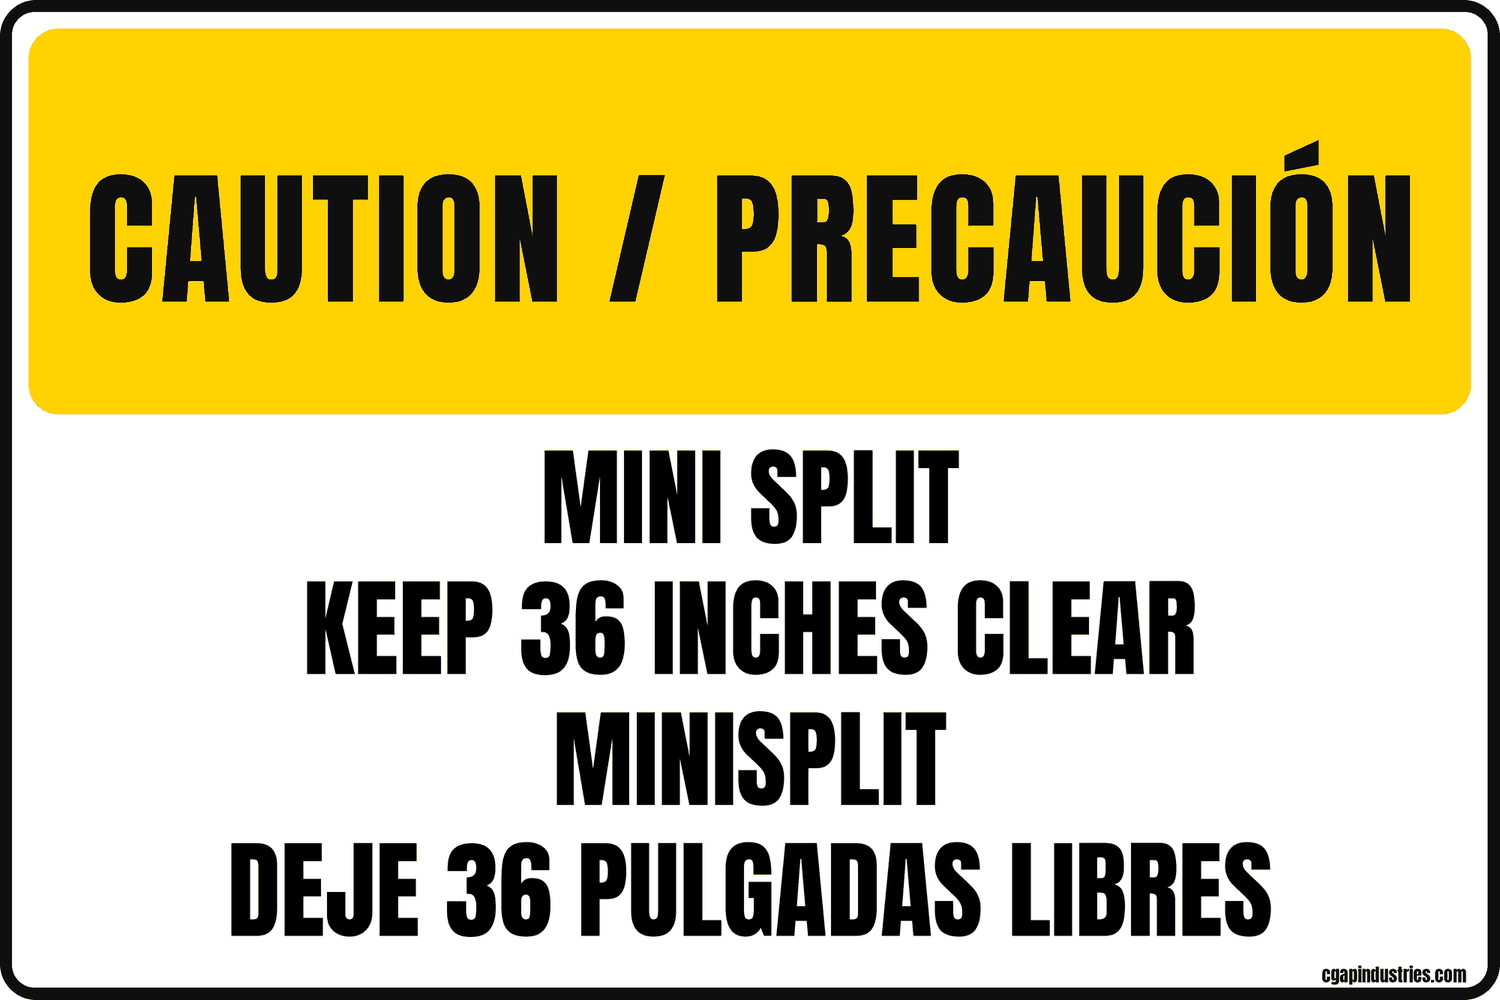 CAUTION / PRECAUCIÓN
MINI SPLIT
KEEP 36 INCHES CLEAR
MINISPLIT
DEJE 36 PULGADAS LIBRES
cgapindustries.com